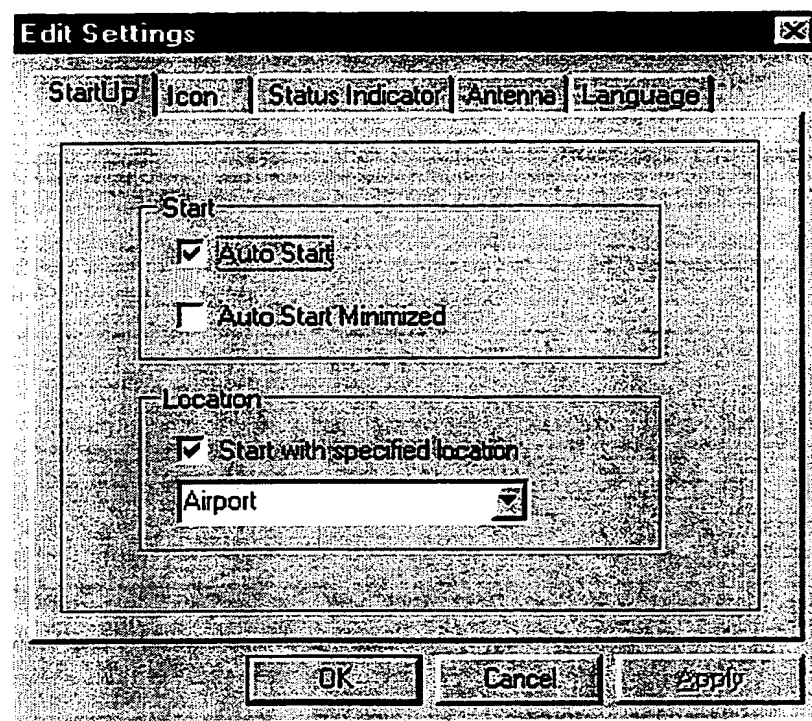 Edit Settings
StartUp Icon Status Indicator Antenna Language
Start
Auto Start
Auto Start Minimized
Location
Start with specified location
Airport
OK Cancel Apply